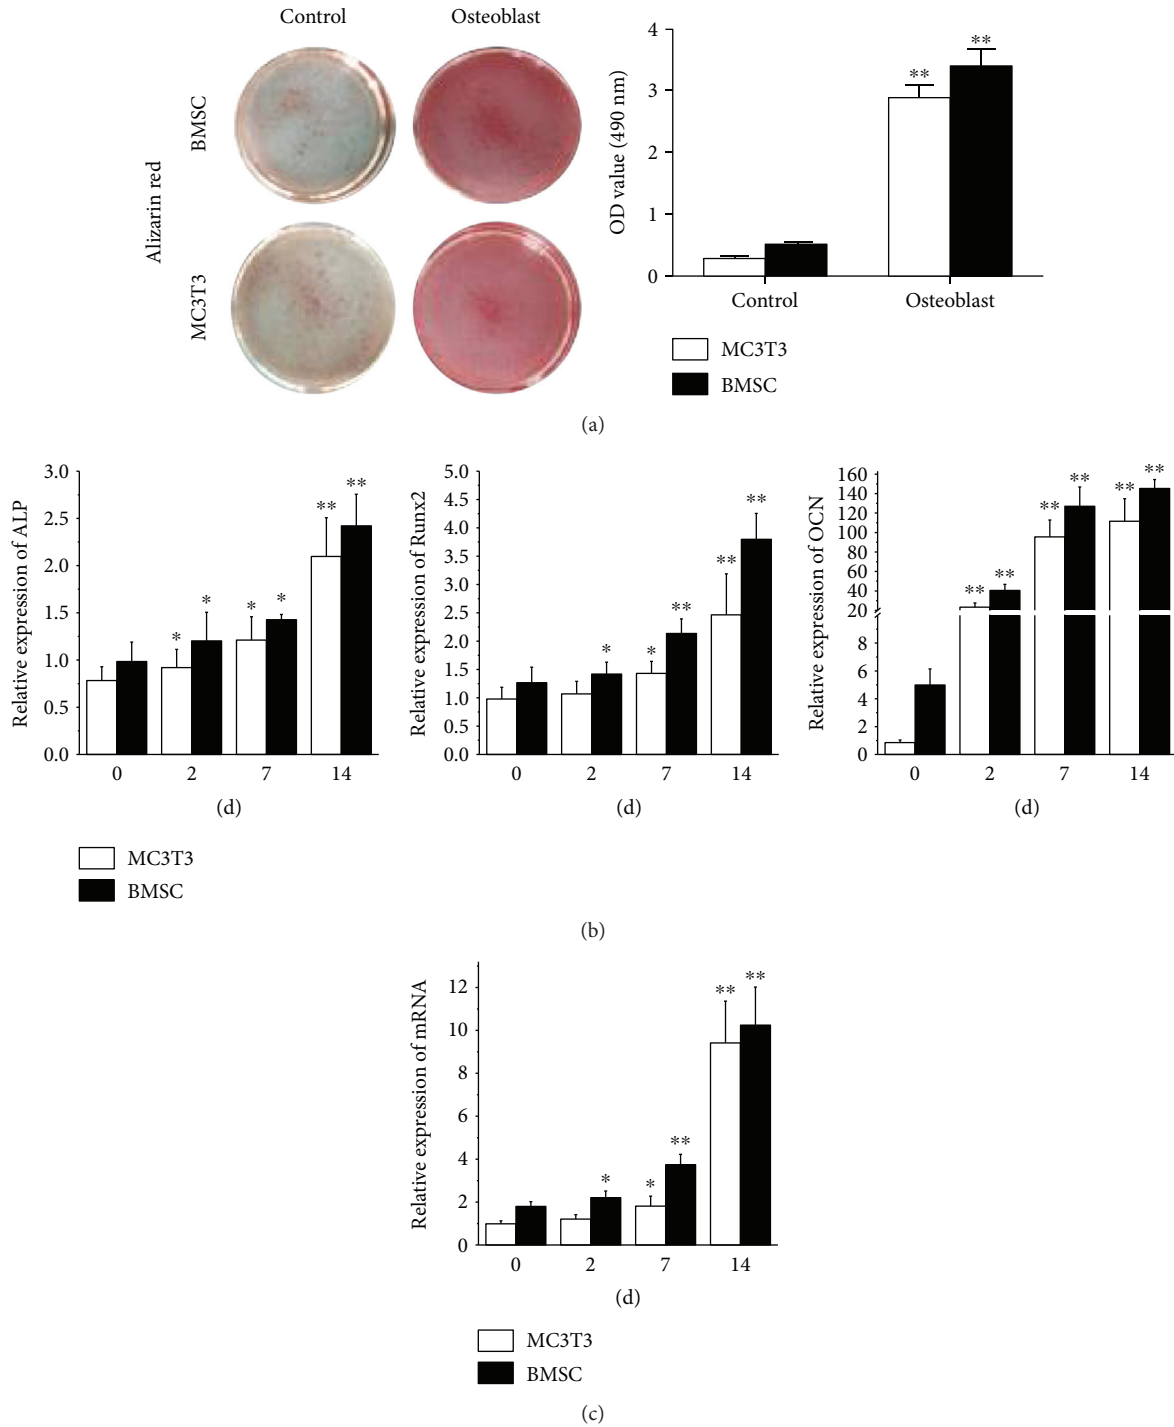 Control
Osteoblast
Alizarin red
BMSC
MC3T3
OD value (490 nm)
4
3
2
1
0
**
**
Control
Osteoblast
MC3T3
BMSC
(a)
Relative expression of ALP
3.0
2.5
2.0
1.5
1.0
0.5
0.0
*
*
*
*
**
**
0 2 7 14
(d)
Relative expression of Runx2
5.0
4.5
4.0
3.5
3.0
2.5
2.0
1.5
1.0
0.5
0.0
*
*
**
**
**
0 2 7 14
(d)
Relative expression of OCN
160
140
120
100
80
60
40
20
8
6
4
2
0
**
**
**
**
**
**
0 2 7 14
(d)
MC3T3
BMSC
(b)
Relative expression of mRNA
12
10
8
6
4
2
0
*
*
**
**
**
0 2 7 14
(d)
MC3T3
BMSC
(c)